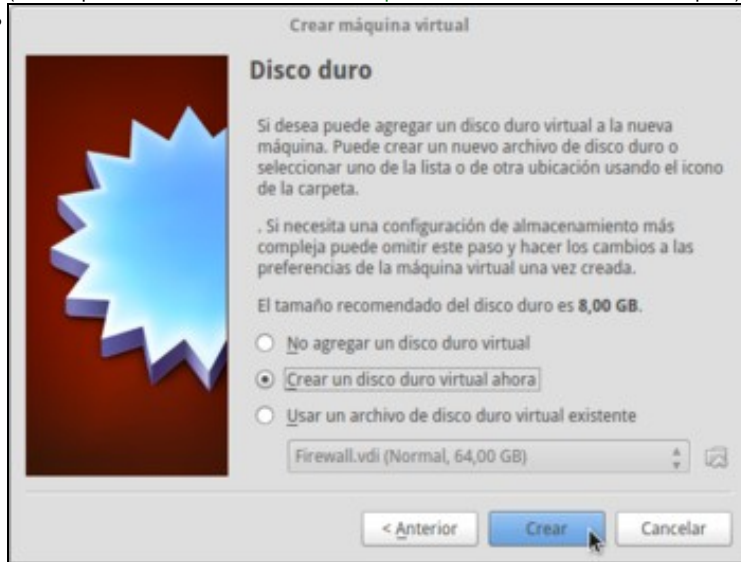 Crear máquina virtual
Disco duro
Si desea puede agregar un disco duro virtual a la nueva
máquina. Puede crear un nuevo archivo de disco duro o
seleccionar uno de la lista o de otra ubicación usando el icono
de la carpeta.
. Si necesita una configuración de almacenamiento más
compleja puede omitir este paso y hacer los cambios a las
preferencias de la máquina virtual una vez creada.
El tamaño recomendado del disco duro es 8,00 GB.
No agregar un disco duro virtual
Crear un disco duro virtual ahora
Usar un archivo de disco duro virtual existente
Firewall.vdi (Normal, 64,00 GB)
< Anterior
Crear
Cancelar